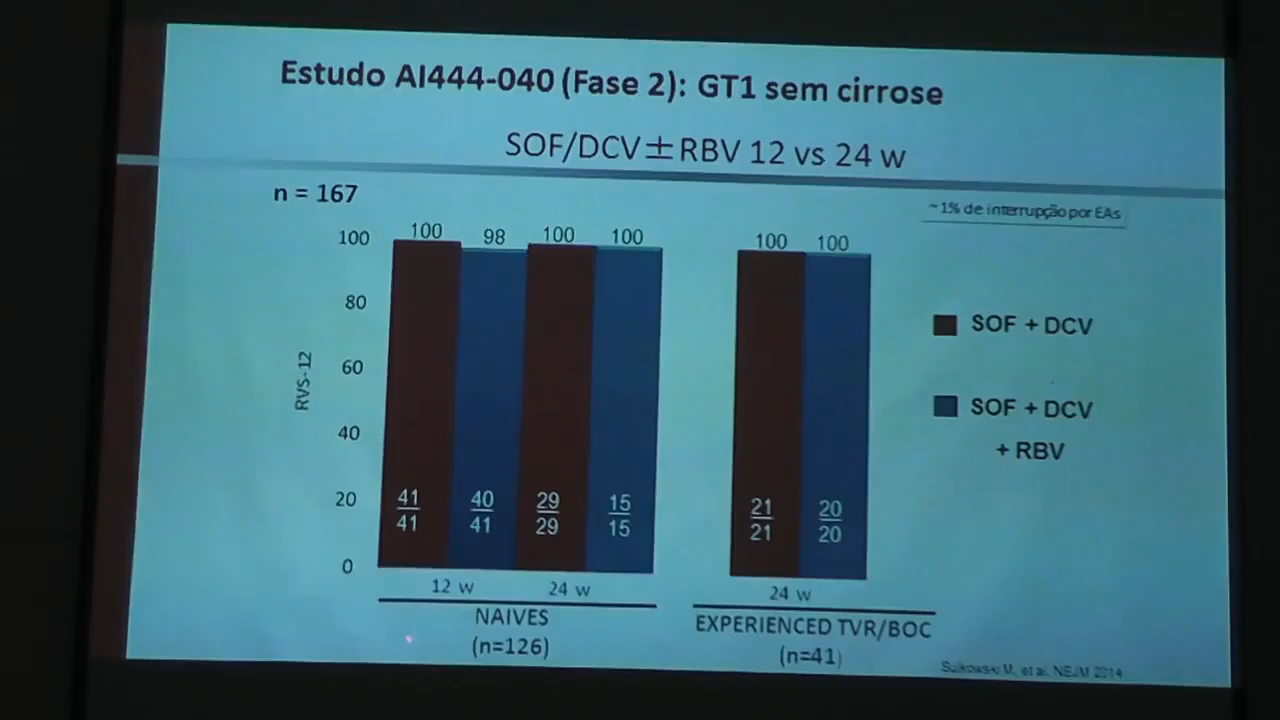 Estudo AI444-040 (Fase 2): GT1 sem cirrose
SOF/DCV±RBV 12 vs 24 w
n = 167
~1% de interrupção por EAs
100
80
60
40
20
0
RVS-12
100 98 100 100
100 100
41
41
40
41
29
29
15
15
21
21
20
20
12 w 24 w
24 w
NAIVES
(n=126)
EXPERIENCED TVR/BOC
(n=41)
SOF + DCV
SOF + DCV
+ RBV
Sulkowski M, et al. NEJM 2014